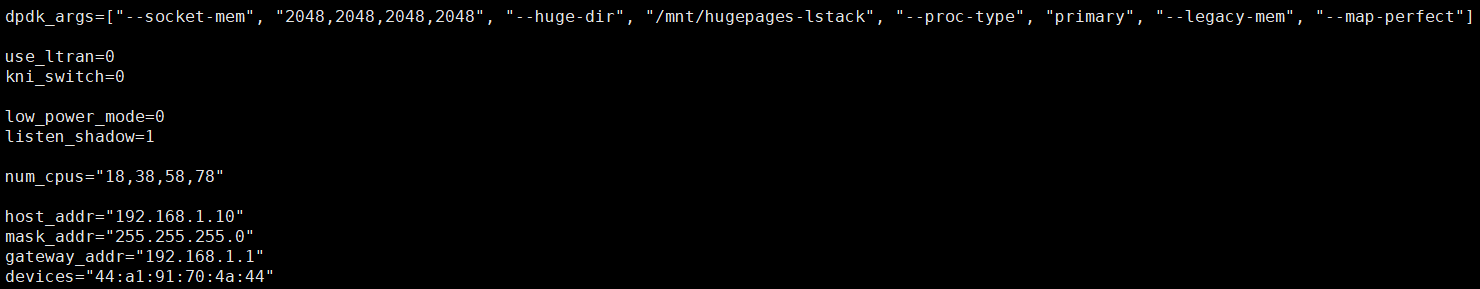 dpdk_args=["--socket-mem", "2048,2048,2048,2048", "--huge-dir", "/mnt/hugepages-lstack", "--proc-type", "primary", "--legacy-mem", "--map-perfect"]
use_ltran=0
kni_switch=0
low_power_mode=0
listen_shadow=1
num_cpus="18,38,58,78"
host_addr="192.168.1.10"
mask_addr="255.255.255.0"
gateway_addr="192.168.1.1"
devices="44:a1:91:70:4a:44"